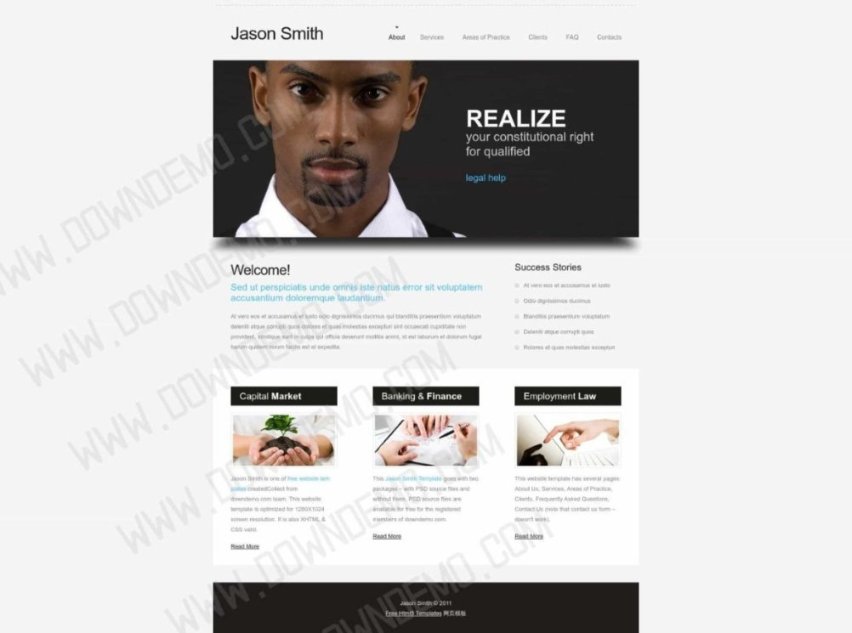 Jason Smith
About Services Areas of Practice Clients FAQ Contacts
REALIZE
your constitutional right
for qualified
legal help
Welcome!
Sed ut perspiciatis unde omnis iste natus error sit voluptatem
accusantium doloremque laudantium.
At vero eos et accusamus et iusto odio dignissimos ducimus qui blanditiis praesentium voluptatum
deleniti atque corrupti quos dolores et quas molestias excepturi sint occaecati cupiditate non
provident, similique sunt in culpa qui officia deserunt mollitia animi, id est laborum et dolorum fuga
harum quidem rerum facilis est et expedita.
Success Stories
At vero eos et accusamus et iusto
Odio dignissimos ducimus
Blanditiis praesentium voluptatum
Deleniti atque corrupti quos
Dolores et quas molestias excepturi
Capital Market
Jason Smith is one of free website
created
downdemo.com team. This website
template is optimized for 1280X1024
screen resolution. It is also XHTML &
CSS valid.
Read More
Banking & Finance
This Jason Smith Template goes with two
packages – with PSD source files and
without them. PSD source files are
available for free for the registered
members of downdemo.com
Read More
Employment Law
This website template has several pages:
About Us, Services, Areas of Practice,
Clients, Frequently Asked Questions,
Contact Us (note that contact us form –
doesn't work).
Read More
Jason Smith © 2011
Free Html5 Templates 网页模板
WWW.DOWNDEMO.COM
WWW.DOWNDEMO.COM
WWW.DOWNDEMO.COM
WWW.DOWNDEMO.COM
WWW.DOWNDEMO.COM
WWW.DOWNDEMO.COM